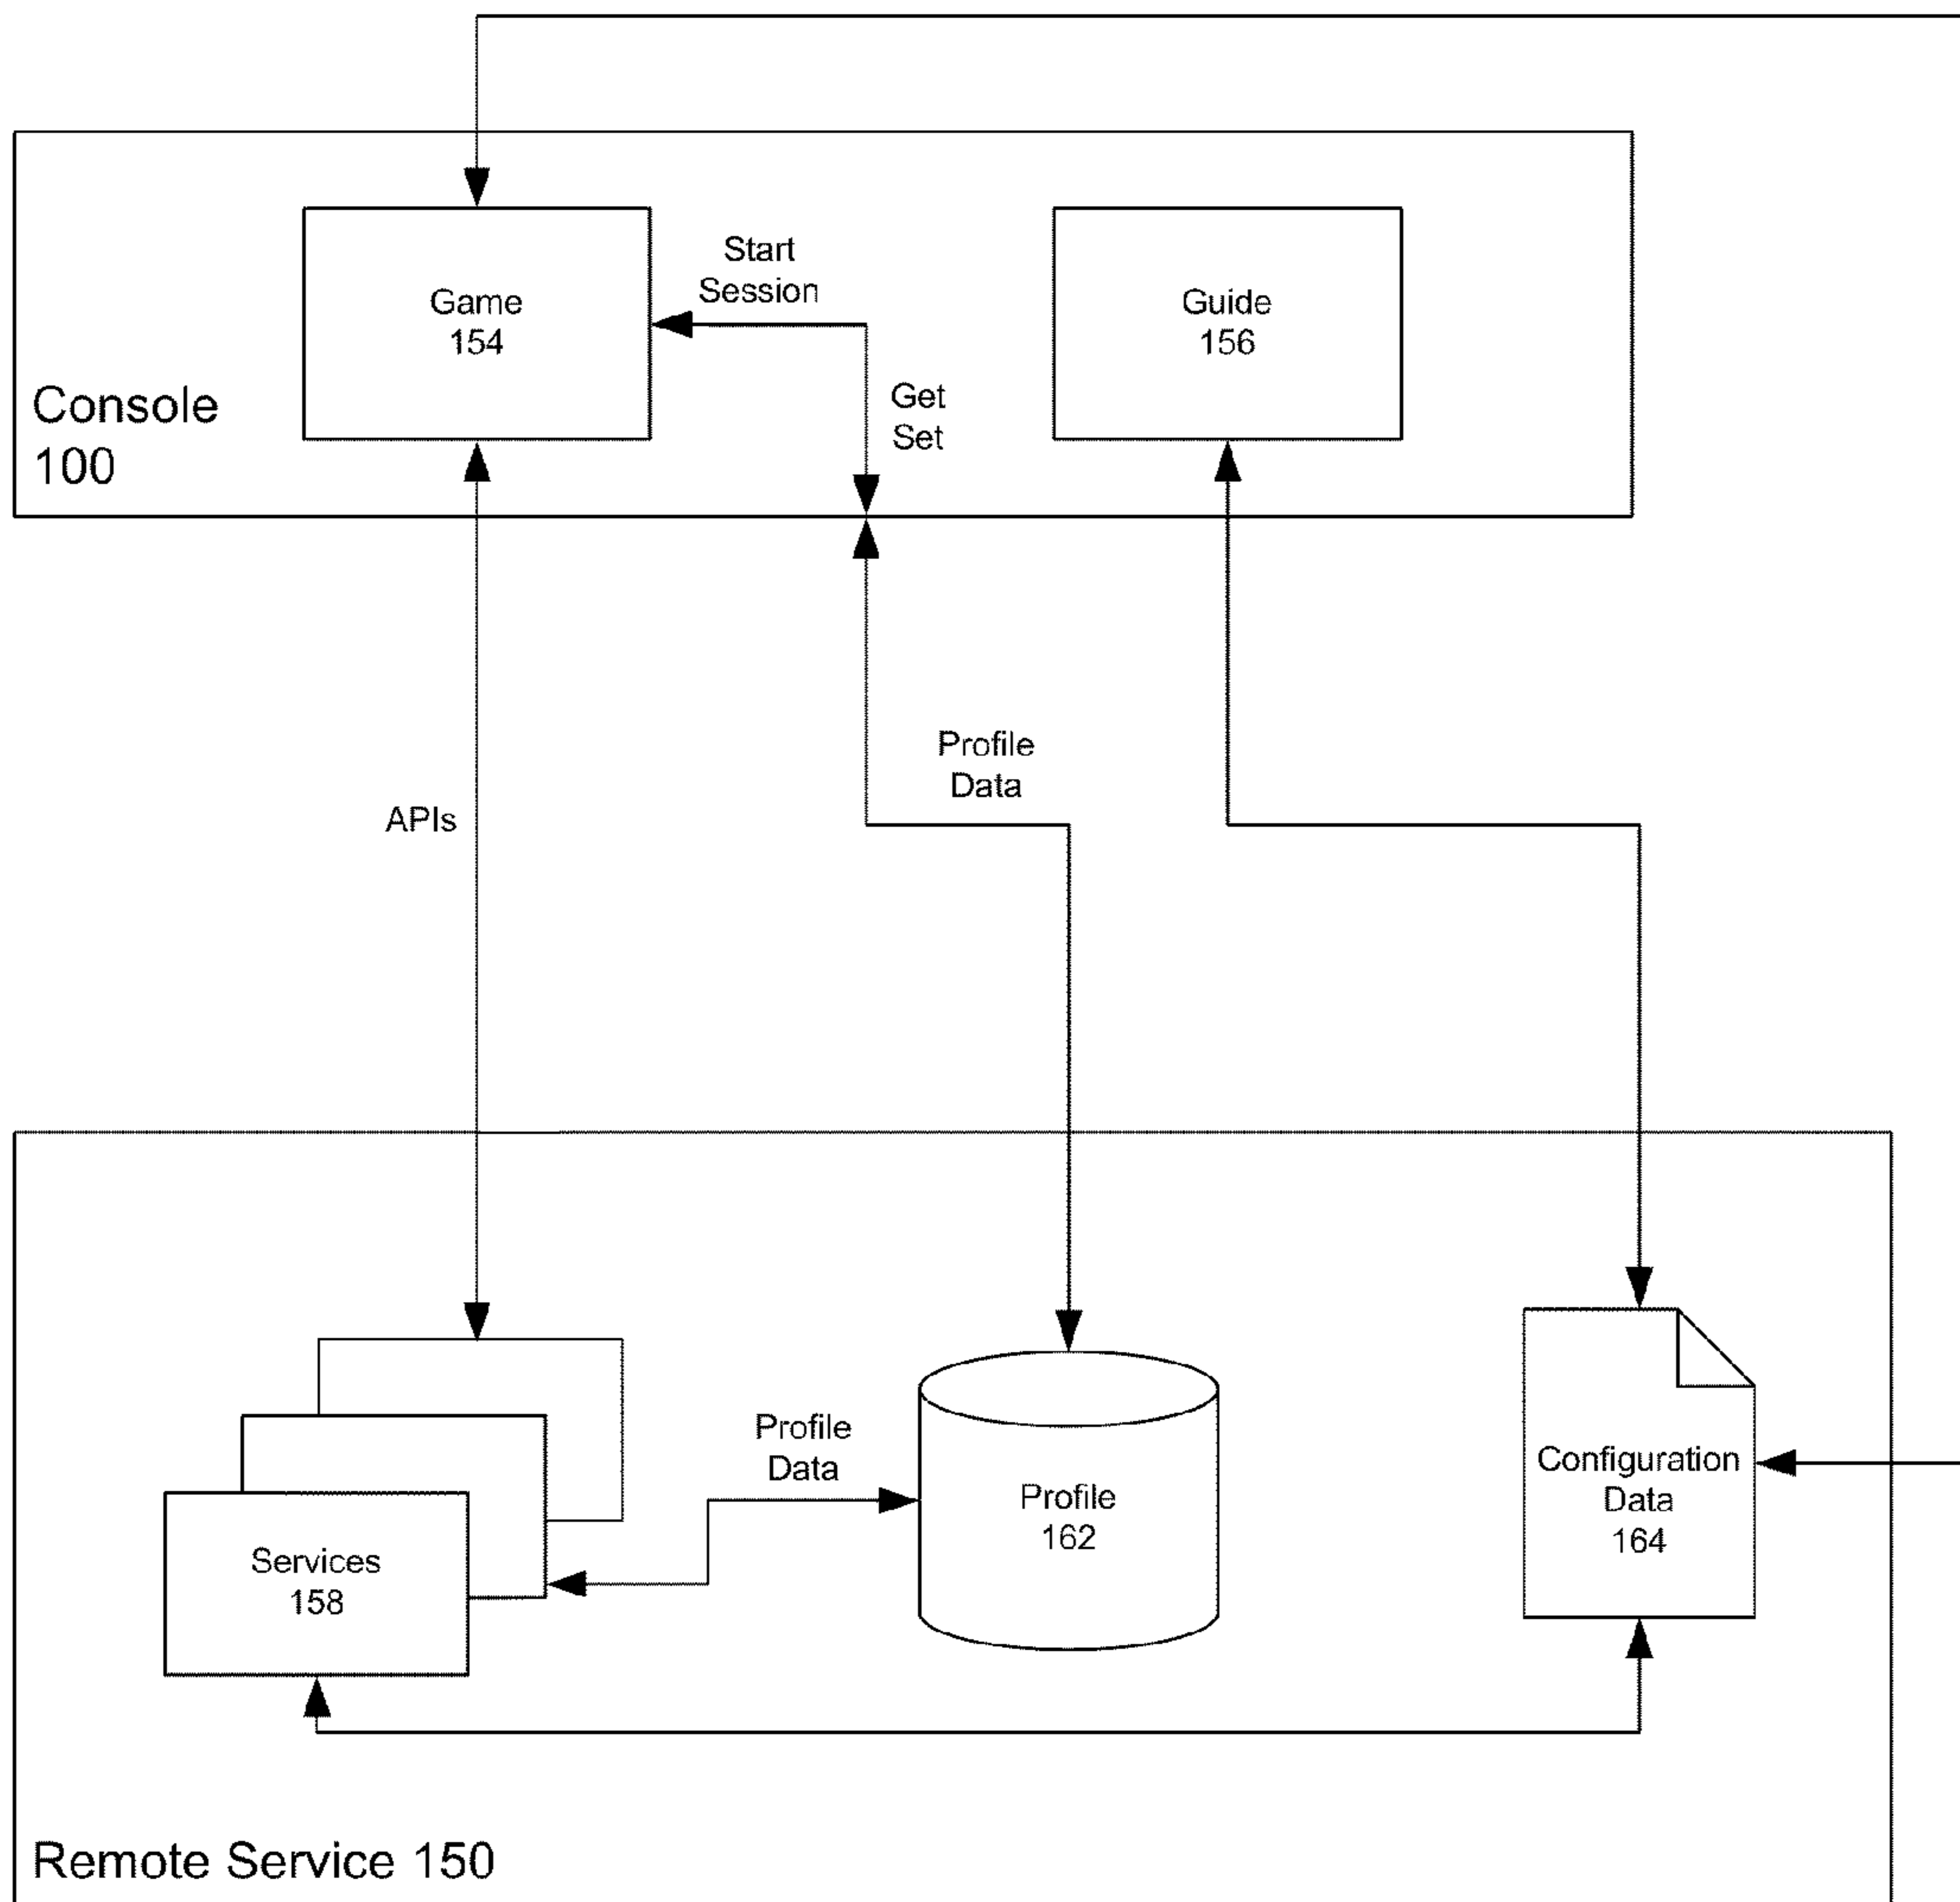 Start
Session
Game
154
Guide
156
Get
Set
Console
100
Profile
Data
APIs
Profile
Data
Configuration
Data
164
Profile
162
Services
158
Remote Service 150